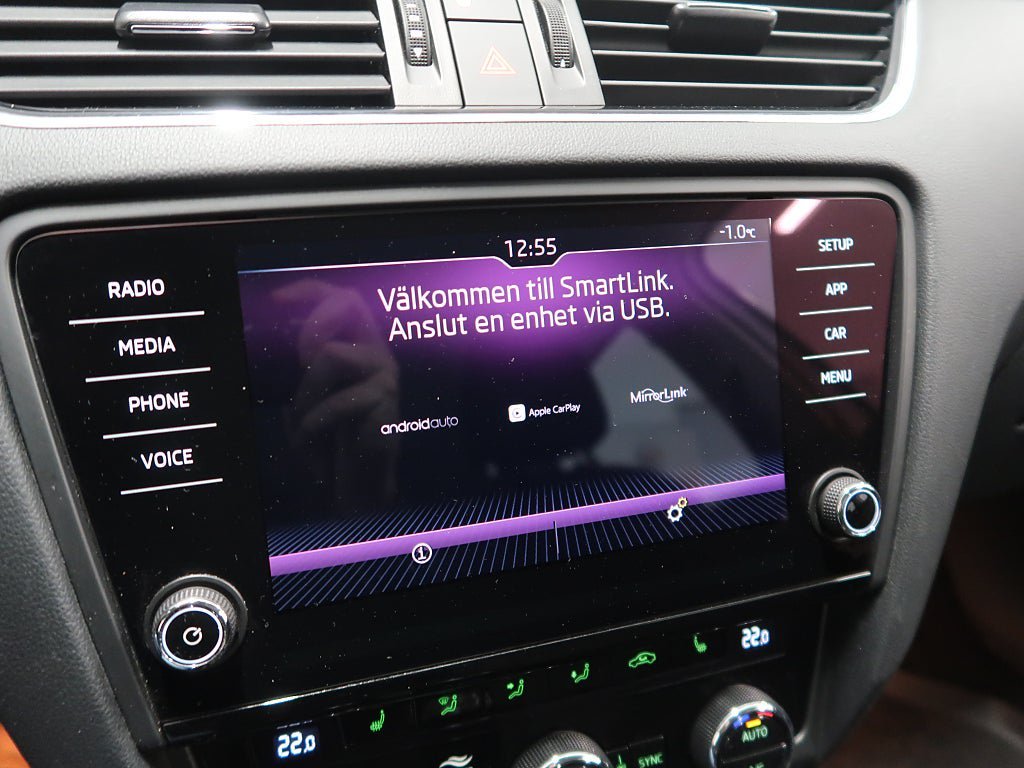 12:55
-1.0°C
Välkommen till SmartLink.
Anslut en enhet via USB.
androidauto
Apple CarPlay
MirrorLink
RADIO
MEDIA
PHONE
VOICE
SETUP
APP
CAR
MENU
22.0
22.0
SYNC
AUTO